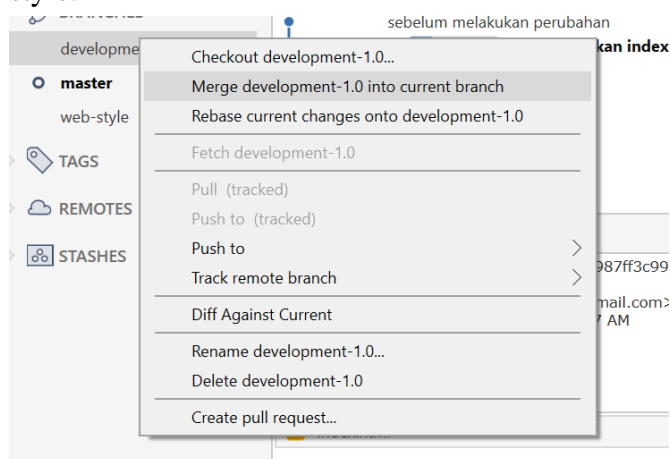 style.
BRANCHES
sebelum melakukan perubahan
kan index
Checkout development-1.0...
master
Merge development-1.0 into current branch
web-style
Rebase current changes onto development-1.0
TAGS
Fetch development-1.0
Pull (tracked)
REMOTES
Push to (tracked)
STASHES
Push to
987ff3c99
Track remote branch
mail.com>
7 AM
Diff Against Current
Rename development-1.0...
Delete development-1.0
Create pull request...